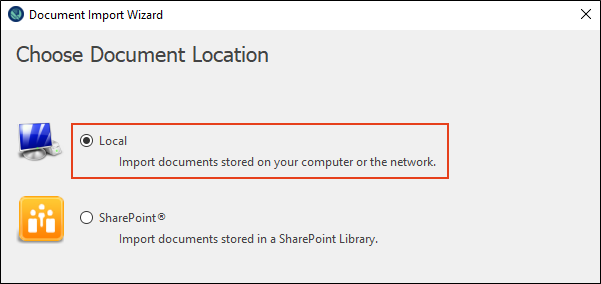 Document Import Wizard
Choose Document Location
Local
Import documents stored on your computer or the network.
SharePoint®
Import documents stored in a SharePoint Library.